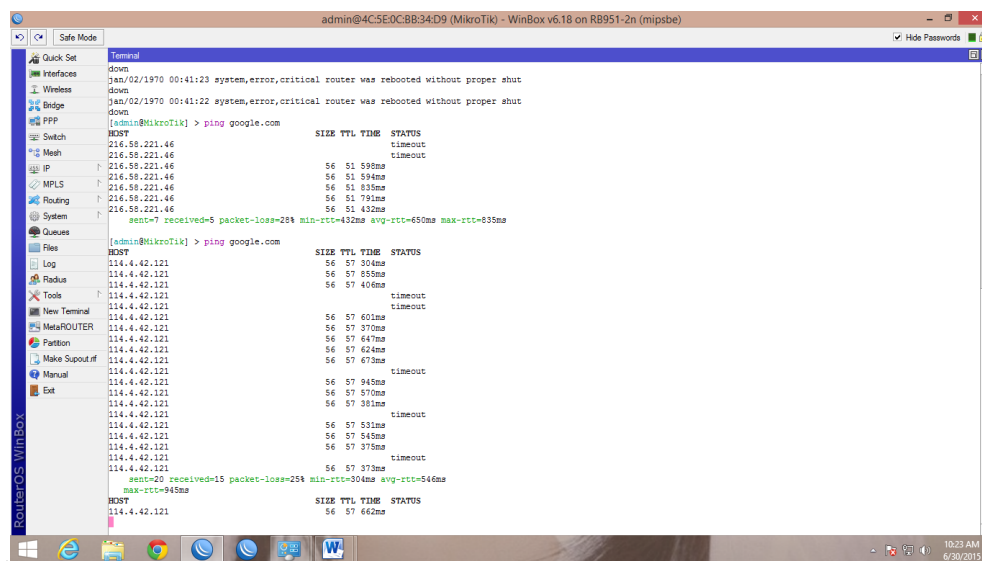 admin@4C:5E:0C:BB:34:D9 (MikroTik) - WinBox v6.18 on RB951-2n (mipsbe)
Safe Mode
Hide Passwords
Quick Set
Interfaces
Wireless
Bridge
PPP
Switch
Mesh
IP
MPLS
Routing
System
Queues
Files
Log
Radius
Tools
New Terminal
MetaROUTER
Partition
Make Supout.rif
Manual
Exit
RouterOS WinBox
Terminal
down
jan/02/1970 00:41:23 system,error,critical router was rebooted without proper shut
down
jan/02/1970 00:41:22 system,error,critical router was rebooted without proper shut
down
[admin@MikroTik] > ping google.com
HOST SIZE TTL TIME STATUS
216.58.221.46 timeout
216.58.221.46 timeout
216.58.221.46 56 51 598ms
216.58.221.46 56 51 594ms
216.58.221.46 56 51 835ms
216.58.221.46 56 51 791ms
216.58.221.46 56 51 432ms
sent=7 received=5 packet-loss=28% min-rtt=432ms avg-rtt=650ms max-rtt=835ms
[admin@MikroTik] > ping google.com
HOST SIZE TTL TIME STATUS
114.4.42.121 56 57 304ms
114.4.42.121 56 57 855ms
114.4.42.121 56 57 406ms
114.4.42.121 timeout
114.4.42.121 timeout
114.4.42.121 56 57 601ms
114.4.42.121 56 57 370ms
114.4.42.121 56 57 647ms
114.4.42.121 56 57 624ms
114.4.42.121 56 57 673ms
114.4.42.121 timeout
114.4.42.121 56 57 945ms
114.4.42.121 56 57 570ms
114.4.42.121 56 57 381ms
114.4.42.121 timeout
114.4.42.121 56 57 531ms
114.4.42.121 56 57 545ms
114.4.42.121 56 57 375ms
114.4.42.121 timeout
114.4.42.121 56 57 373ms
sent=20 received=15 packet-loss=25% min-rtt=304ms avg-rtt=546ms
max-rtt=945ms
HOST SIZE TTL TIME STATUS
114.4.42.121 56 57 662ms
10:23 AM
6/30/2015